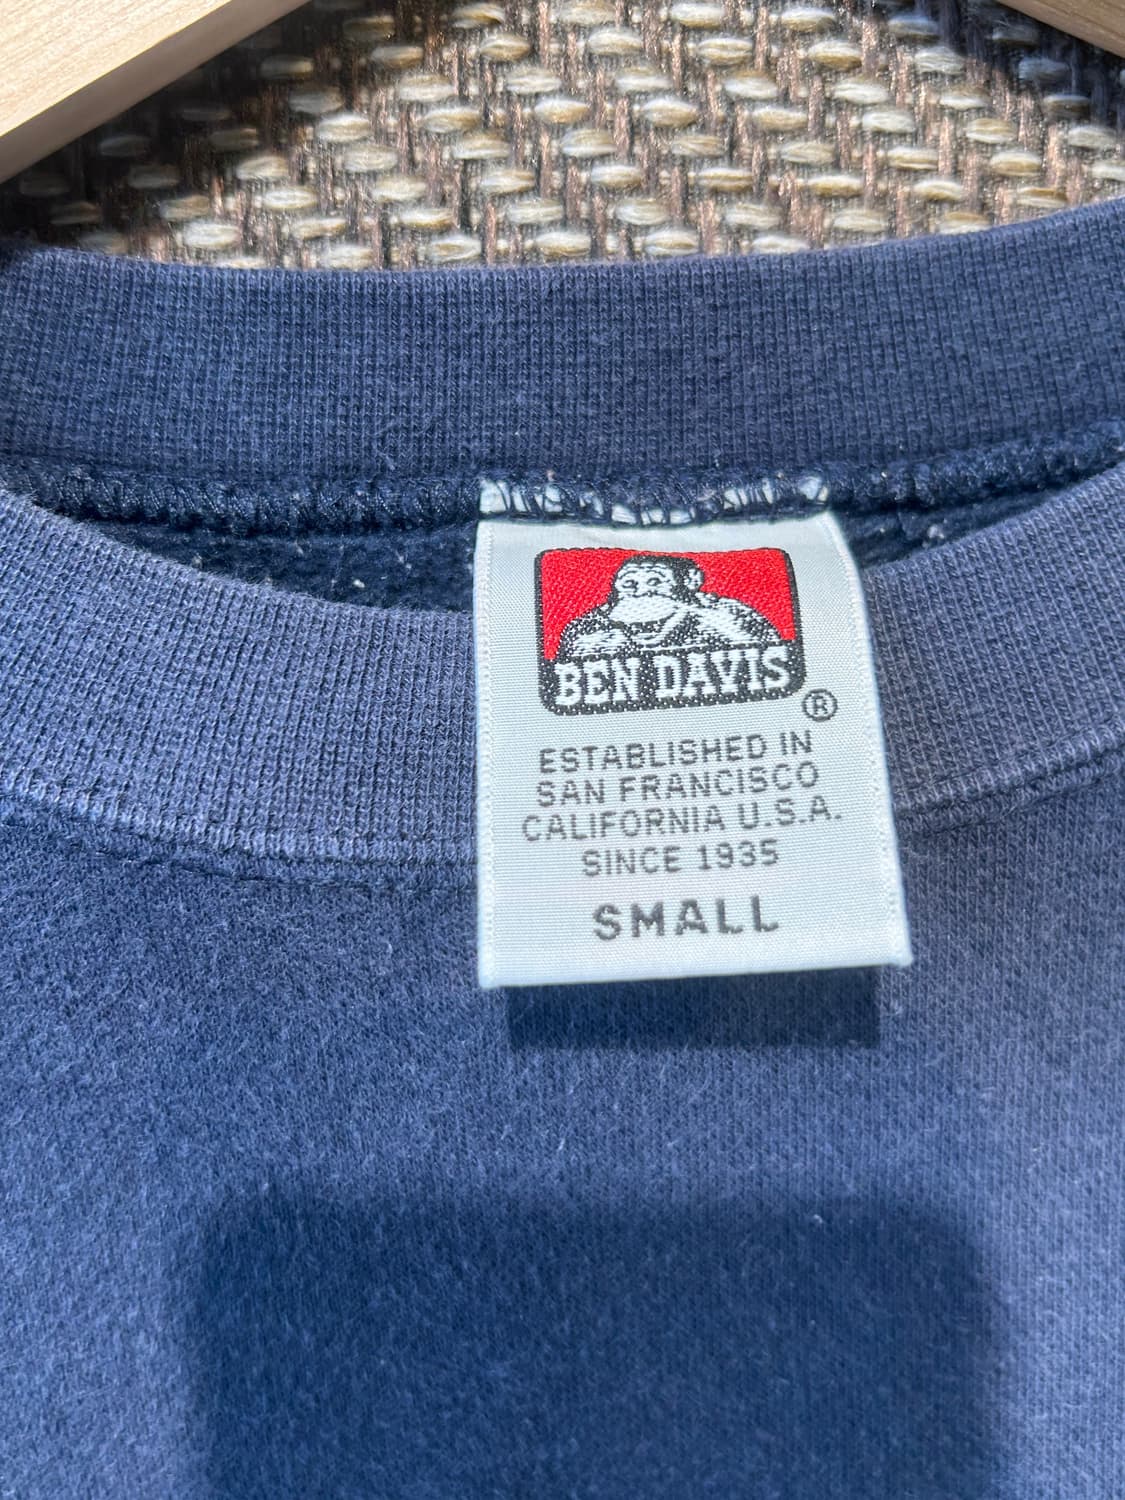 BEN DAVIS
®
ESTABLISHED IN
SAN FRANCISCO
CALIFORNIA U.S.A.
SINCE 1935
SMALL